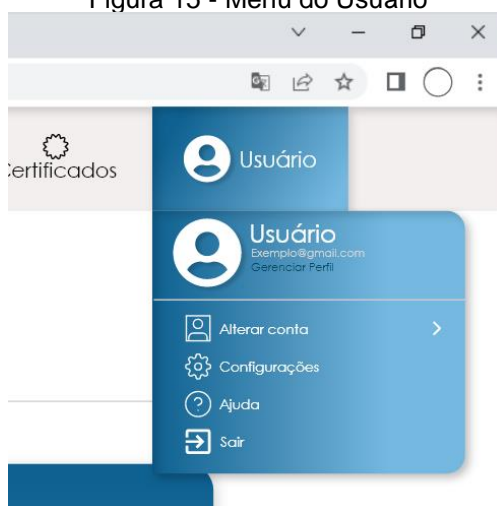 Figura 15 - Menu do Usuário
Certificados
Usuário
Usuário
Exemplo@gmail.com
Gerenciar Perfil
Alterar conta
Configurações
Ajuda
Sair